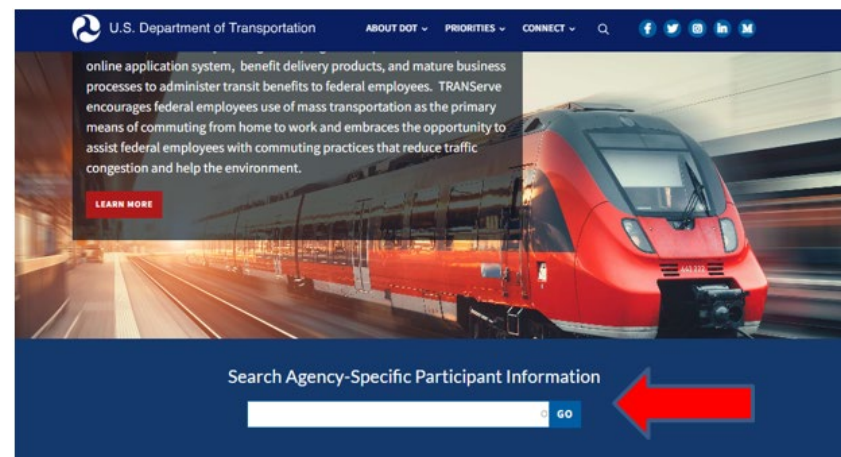 U.S. Department of Transportation
ABOUT DOT
PRIORITIES
CONNECT
online application system, benefit delivery products, and mature business
processes to administer transit benefits to federal employees. TRANServe
encourages federal employees use of mass transportation as the primary
means of commuting from home to work and embraces the opportunity to
assist federal employees with commuting practices that reduce traffic
congestion and help the environment.
LEARN MORE
Search Agency-Specific Participant Information
GO